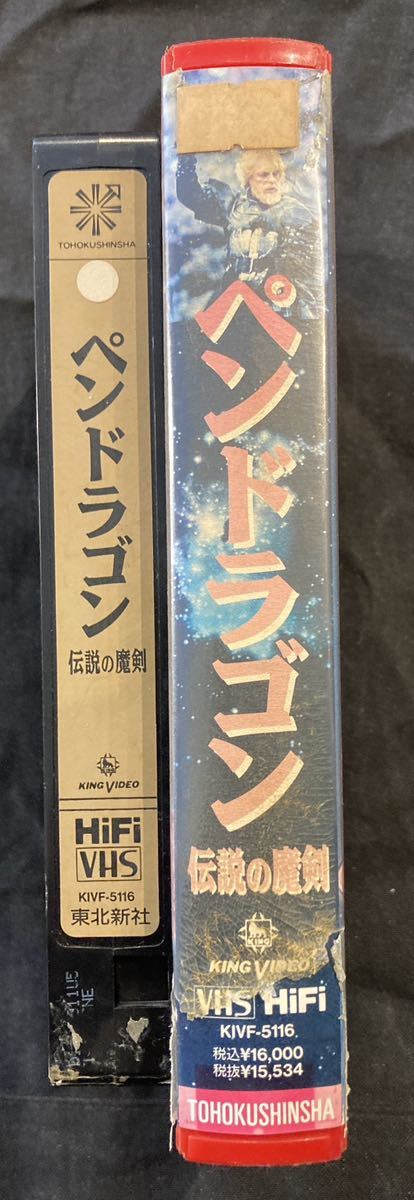 TOHOKUSHINSHA
ペンドラゴン
伝説の魔剣
KING VIDEO
HiFi
VHS
KIVF-5116
東北新社
ペンドラゴン
伝説の魔剣
KING
KING VIDEO
VHS HiFi
KIVF-5116
税込¥16,000
税抜¥15,534
TOHOKUSHINSHA